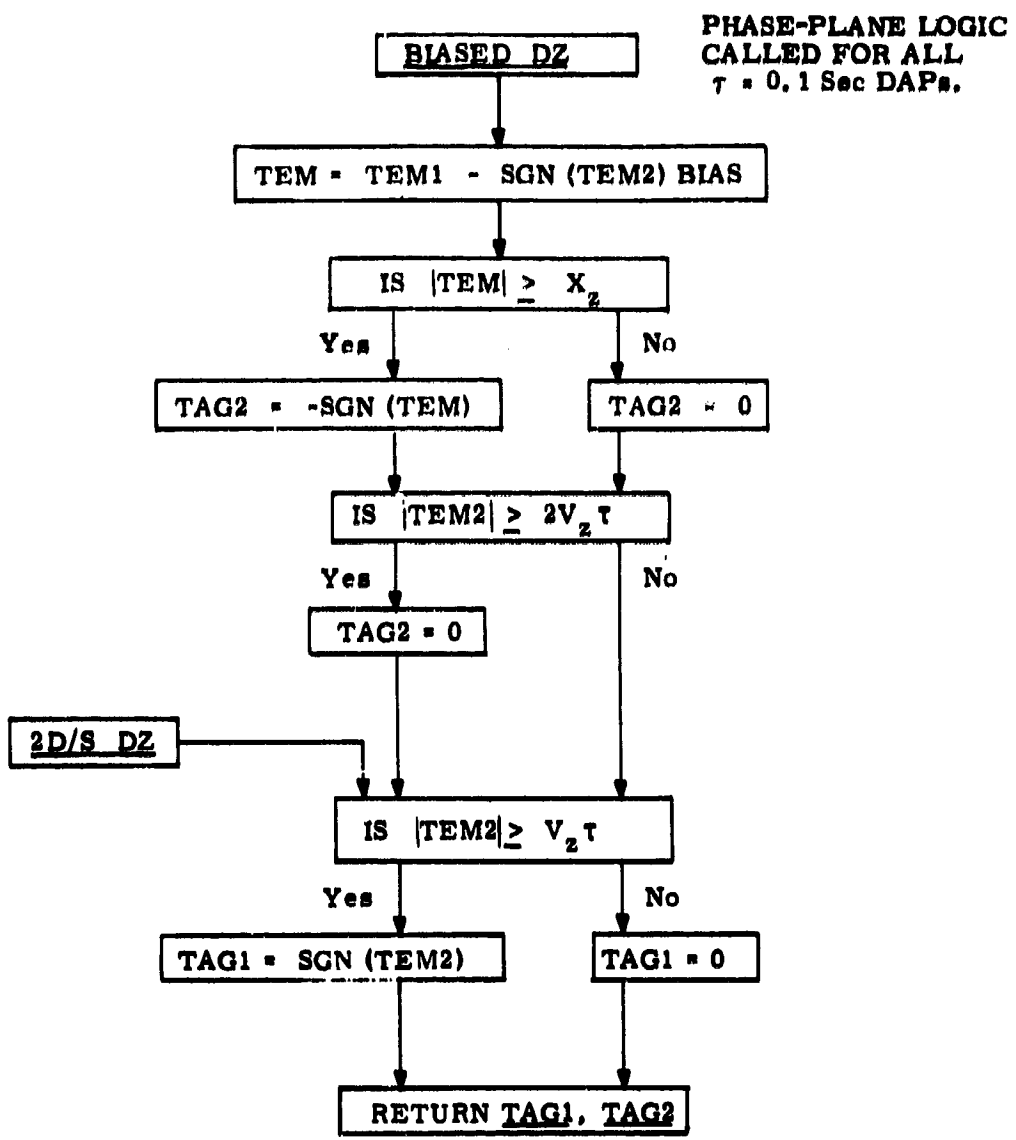 PHASE-PLANE LOGIC
CALLED FOR ALL
τ = 0.1 Sec DAPs.
BIASED DZ
TEM = TEM1 - SGN (TEM2) BIAS
IS |TEM| ≥ X_z
Yes
No
TAG2 = -SGN (TEM)
TAG2 = 0
IS |TEM2| ≥ 2V_z τ
Yes
No
TAG2 = 0
2D/S DZ
IS |TEM2| ≥ V_z τ
Yes
No
TAG1 = SGN (TEM2)
TAG1 = 0
RETURN TAG1, TAG2